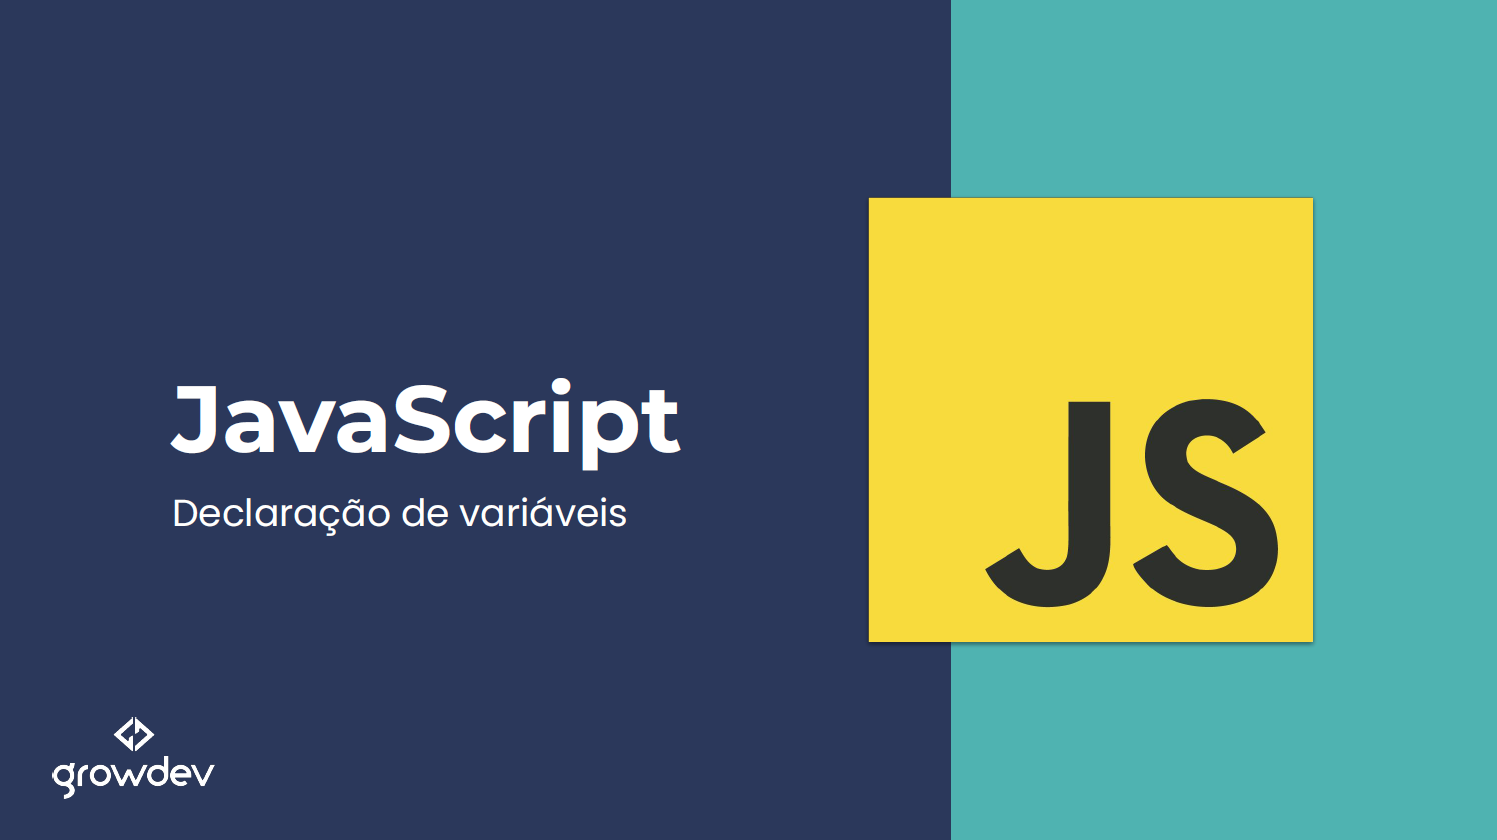 JavaScript
Declaração de variáveis
JS
growdev